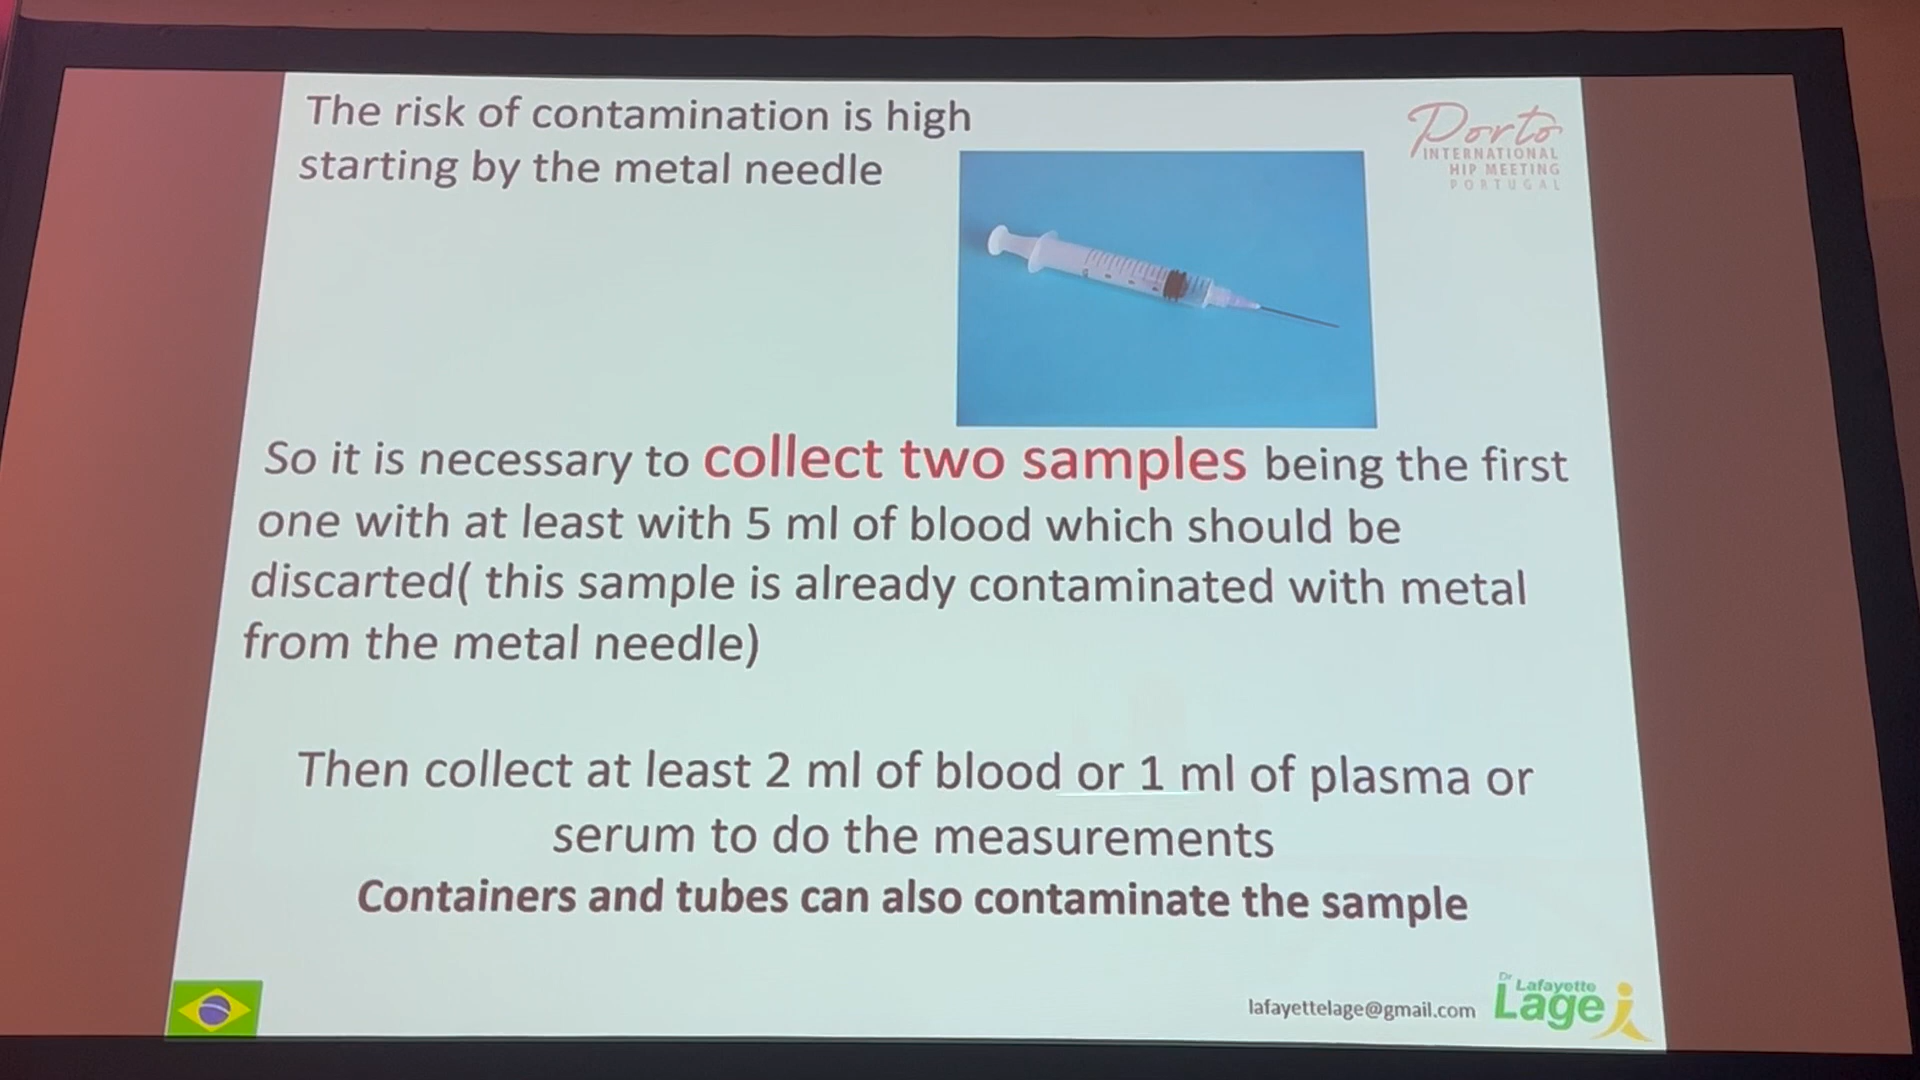 The risk of contamination is high
starting by the metal needle
Porto
INTERNATIONAL
HIP MEETING
PORTUGAL
So it is necessary to collect two samples being the first
one with at least with 5 ml of blood which should be
discarted( this sample is already contaminated with metal
from the metal needle)
Then collect at least 2 ml of blood or 1 ml of plasma or
serum to do the measurements
Containers and tubes can also contaminate the sample
lafayettelage@gmail.com
Dr Lafayette
Lage